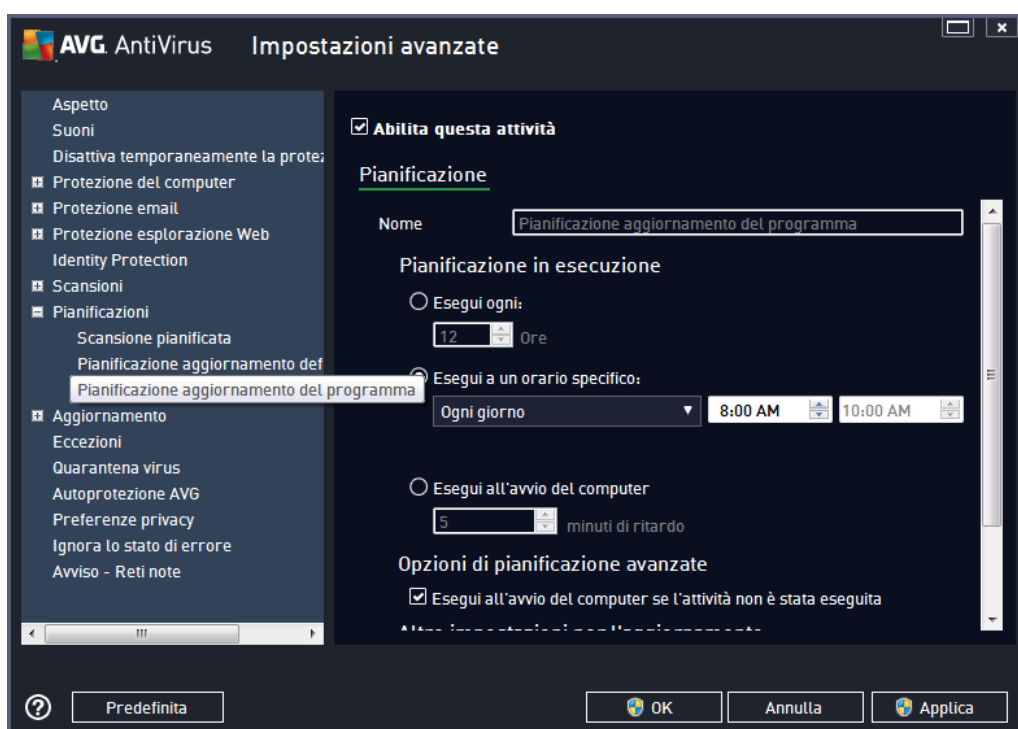 AVG. AntiVirus Impostazioni avanzate
Aspetto
Suoni
Disattiva temporaneamente la protez
Protezione del computer
Protezione email
Protezione esplorazione Web
Identity Protection
Scansioni
Pianificazioni
Scansione pianificata
Pianificazione aggiornamento def
Pianificazione aggiornamento del programma
Aggiornamento
Eccezioni
Quarantena virus
Autoprotezione AVG
Preferenze privacy
Ignora lo stato di errore
Avviso - Reti note
Abilita questa attività
Pianificazione
Nome Pianificazione aggiornamento del programma
Pianificazione in esecuzione
Esegui ogni:
12 Ore
Esegui a un orario specifico:
Ogni giorno 8:00 AM 10:00 AM
Esegui all'avvio del computer
5 minuti di ritardo
Opzioni di pianificazione avanzate
Esegui all'avvio del computer se l'attività non è stata eseguita
Altre impostazioni per l'aggiornamento
Predefinita OK Annulla Applica